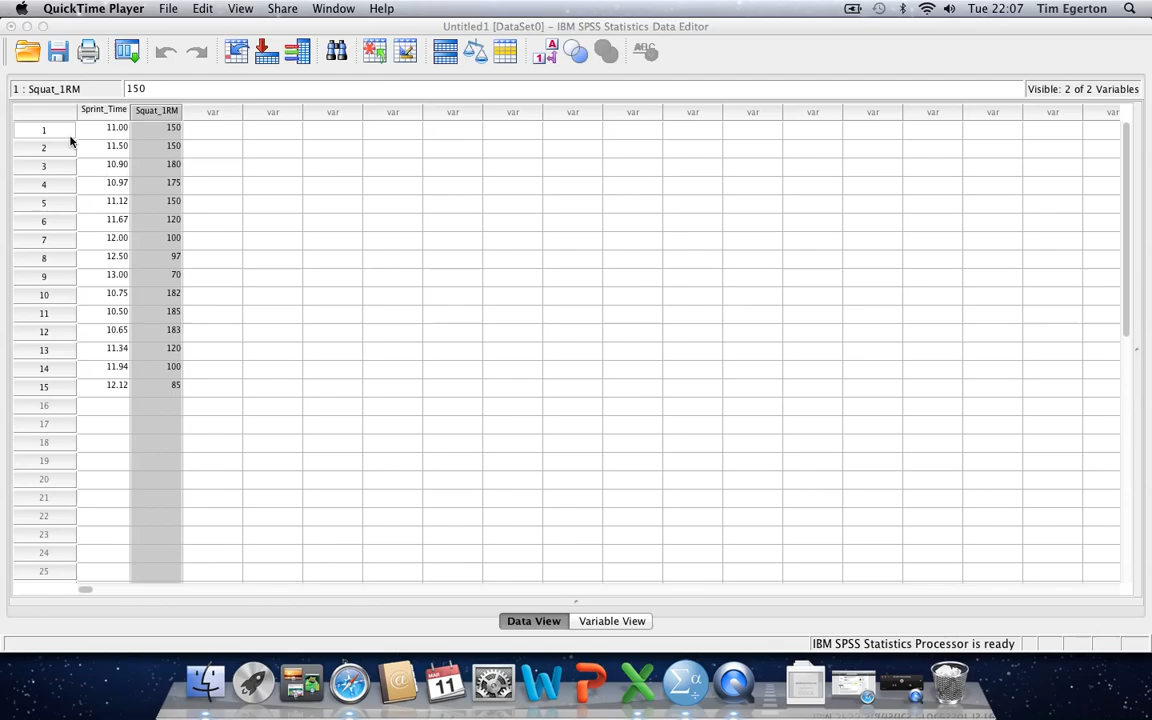 QuickTime Player File Edit View Share Window Help Tue 22:07 Tim Egerton
Untitled1 [DataSet0] – IBM SPSS Statistics Data Editor
1 : Squat_1RM 150 Visible: 2 of 2 Variables
Sprint_Time Squat_1RM var var var var var var var var var var var var var var var var
1 11.00 150
2 11.50 150
3 10.90 180
4 10.97 175
5 11.12 150
6 11.67 120
7 12.00 100
8 12.50 97
9 13.00 70
10 10.75 182
11 10.50 185
12 10.65 183
13 11.34 120
14 11.94 100
15 12.12 85
16
17
18
19
20
21
22
23
24
25
Data View Variable View
IBM SPSS Statistics Processor is ready